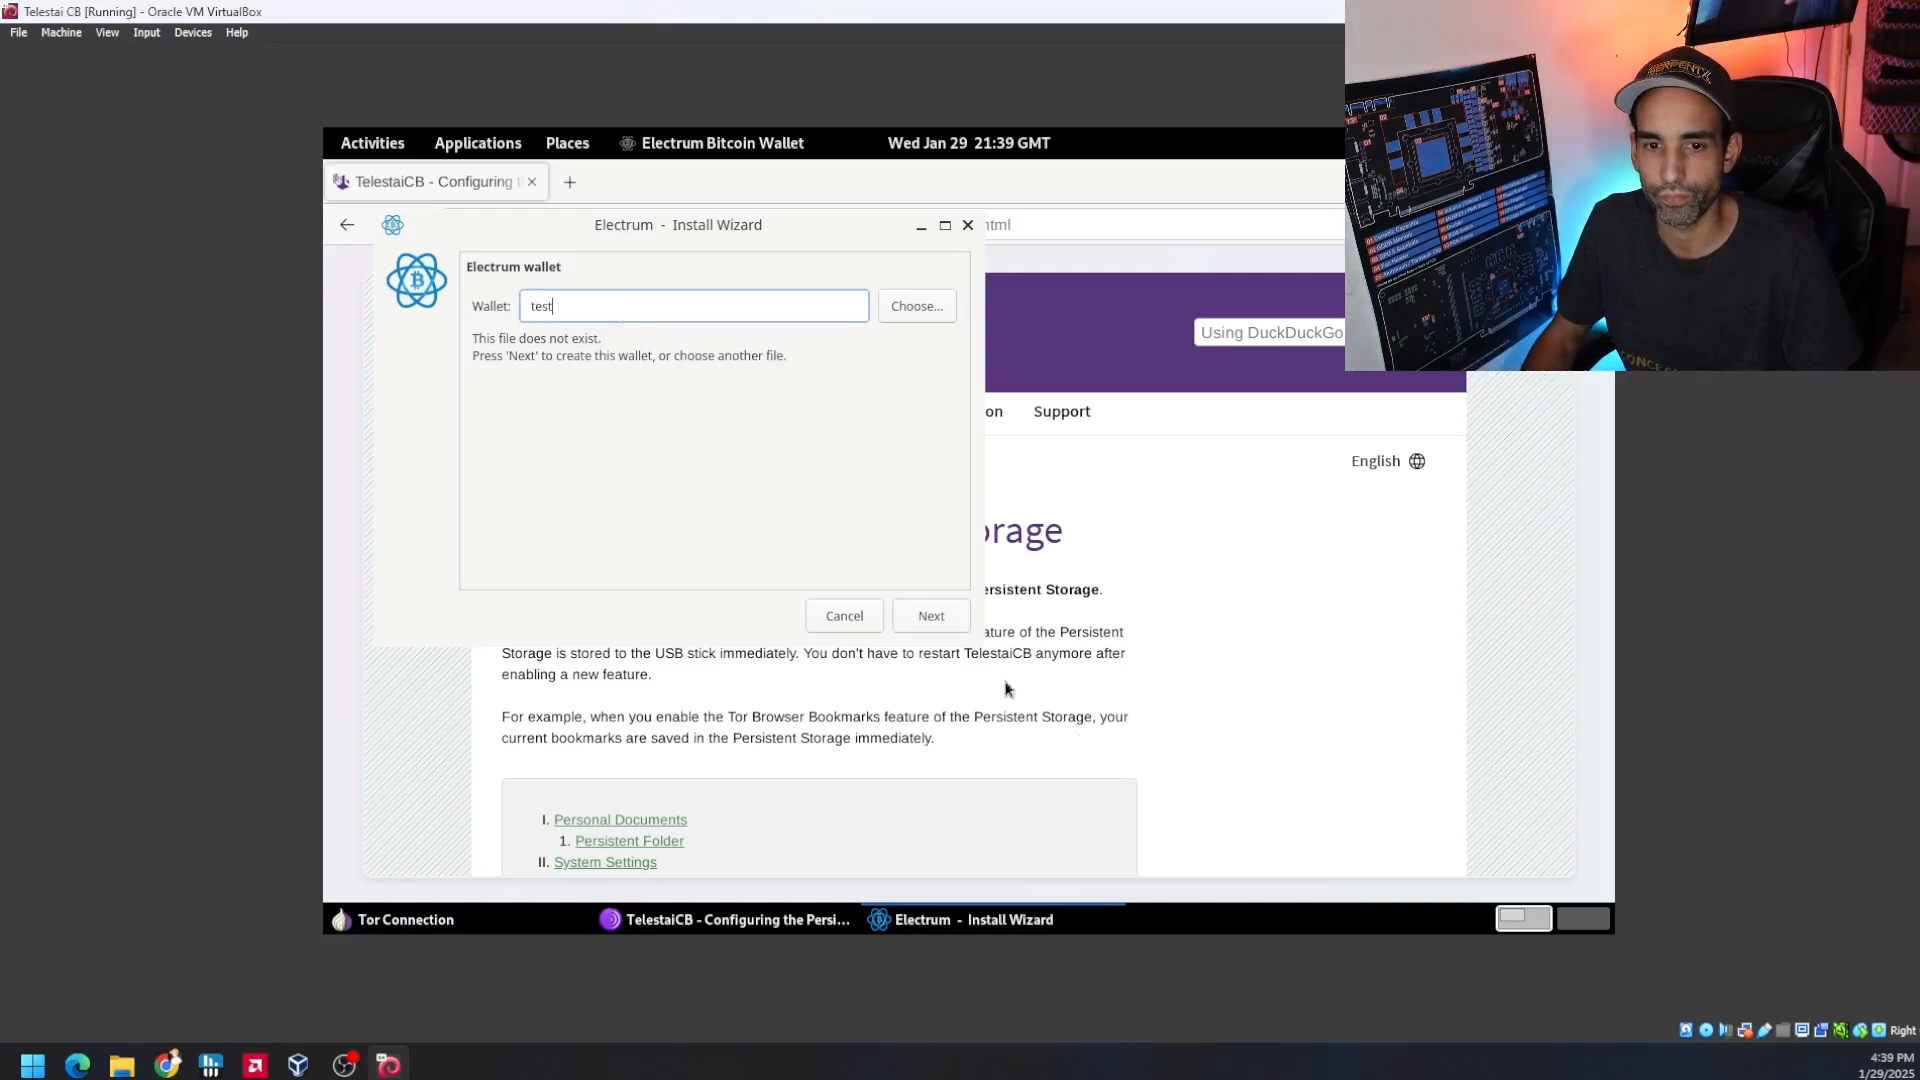 Telestai CB [Running] - Oracle VM VirtualBox
File Machine View Input Devices Help
Activities Applications Places Electrum Bitcoin Wallet Wed Jan 29 21:39 GMT
TelestaiCB - Configuring t
Electrum - Install Wizard
html
Electrum wallet
Wallet: test Choose...
This file does not exist.
Press 'Next' to create this wallet, or choose another file.
Using DuckDuckGo
on Support
English
orage
ersistent Storage.
Cancel Next
ature of the Persistent
Storage is stored to the USB stick immediately. You don't have to restart TelestaiCB anymore after
enabling a new feature.
For example, when you enable the Tor Browser Bookmarks feature of the Persistent Storage, your
current bookmarks are saved in the Persistent Storage immediately.
I. Personal Documents
1. Persistent Folder
II. System Settings
Tor Connection TelestaiCB - Configuring the Persi... Electrum - Install Wizard
Right
4:39 PM
1/29/2025